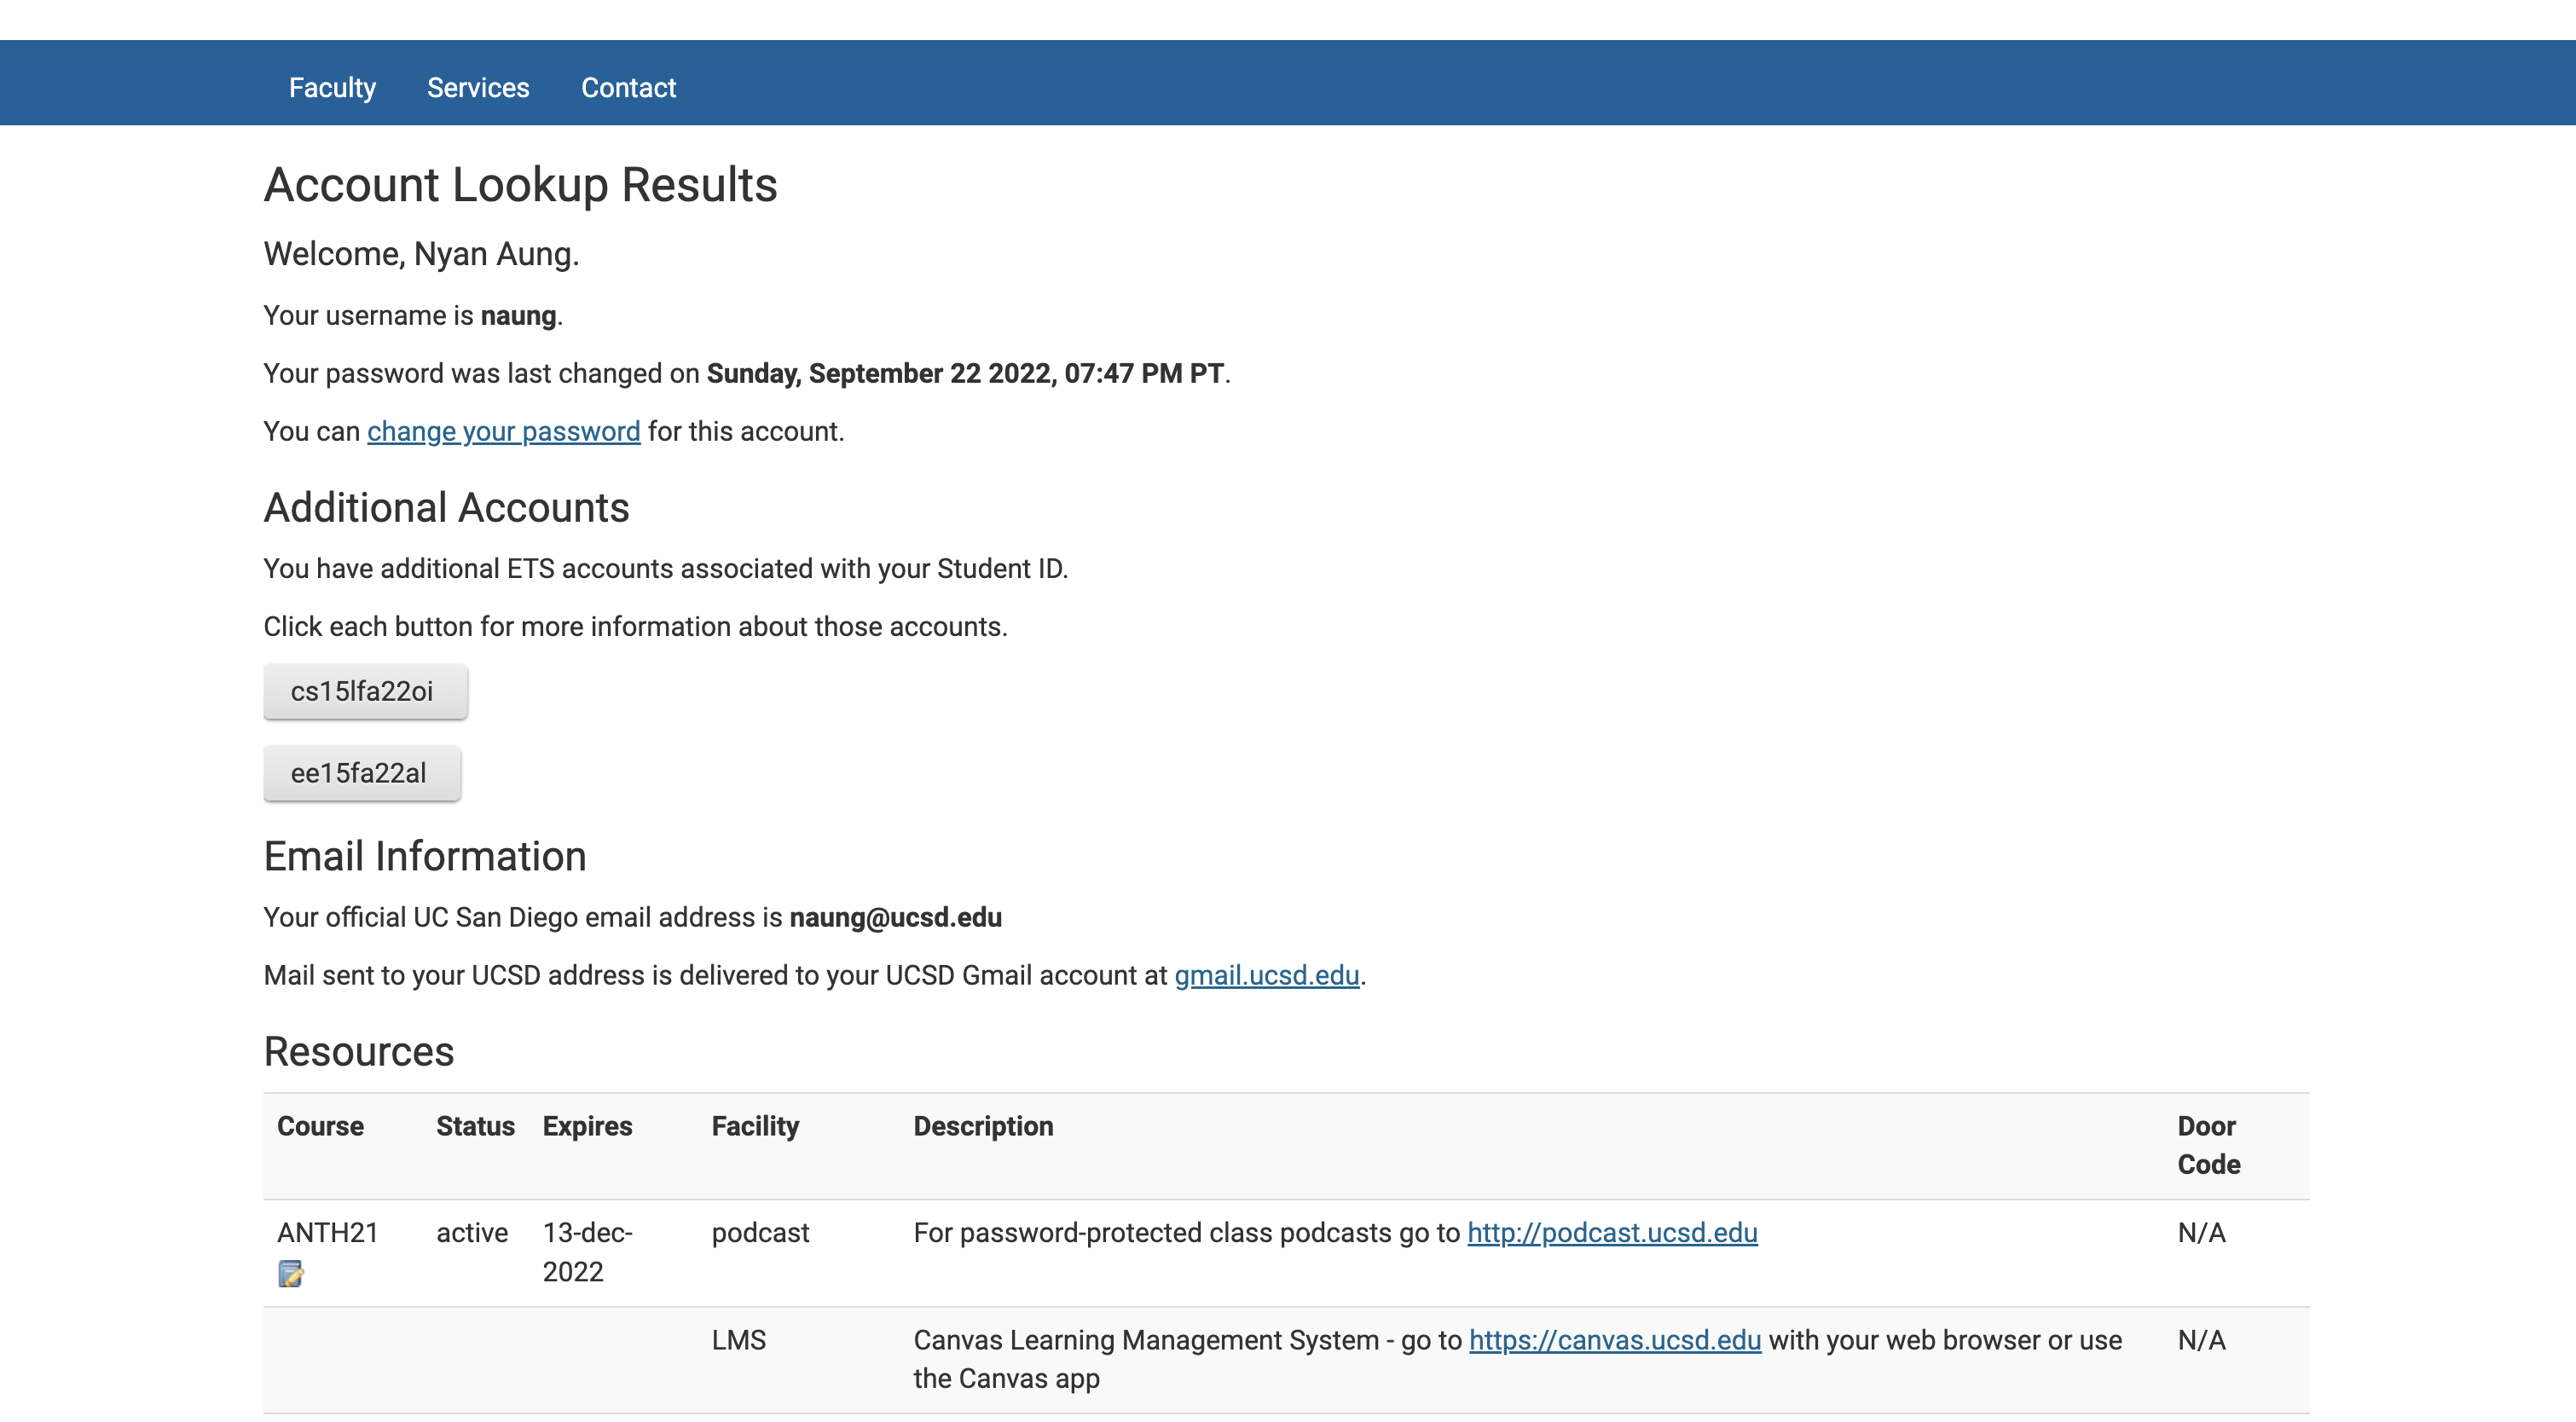 Faculty Services Contact
Account Lookup Results
Welcome, Nyan Aung.
Your username is naung.
Your password was last changed on Sunday, September 22 2022, 07:47 PM PT.
You can change your password for this account.
Additional Accounts
You have additional ETS accounts associated with your Student ID.
Click each button for more information about those accounts.
cs15lfa22oi
ee15fa22al
Email Information
Your official UC San Diego email address is naung@ucsd.edu
Mail sent to your UCSD address is delivered to your UCSD Gmail account at gmail.ucsd.edu.
Resources
Course Status Expires Facility Description Door
Code
ANTH21 active 13-dec- podcast For password-protected class podcasts go to http://podcast.ucsd.edu N/A
2022
LMS Canvas Learning Management System - go to https://canvas.ucsd.edu with your web browser or use N/A
the Canvas app